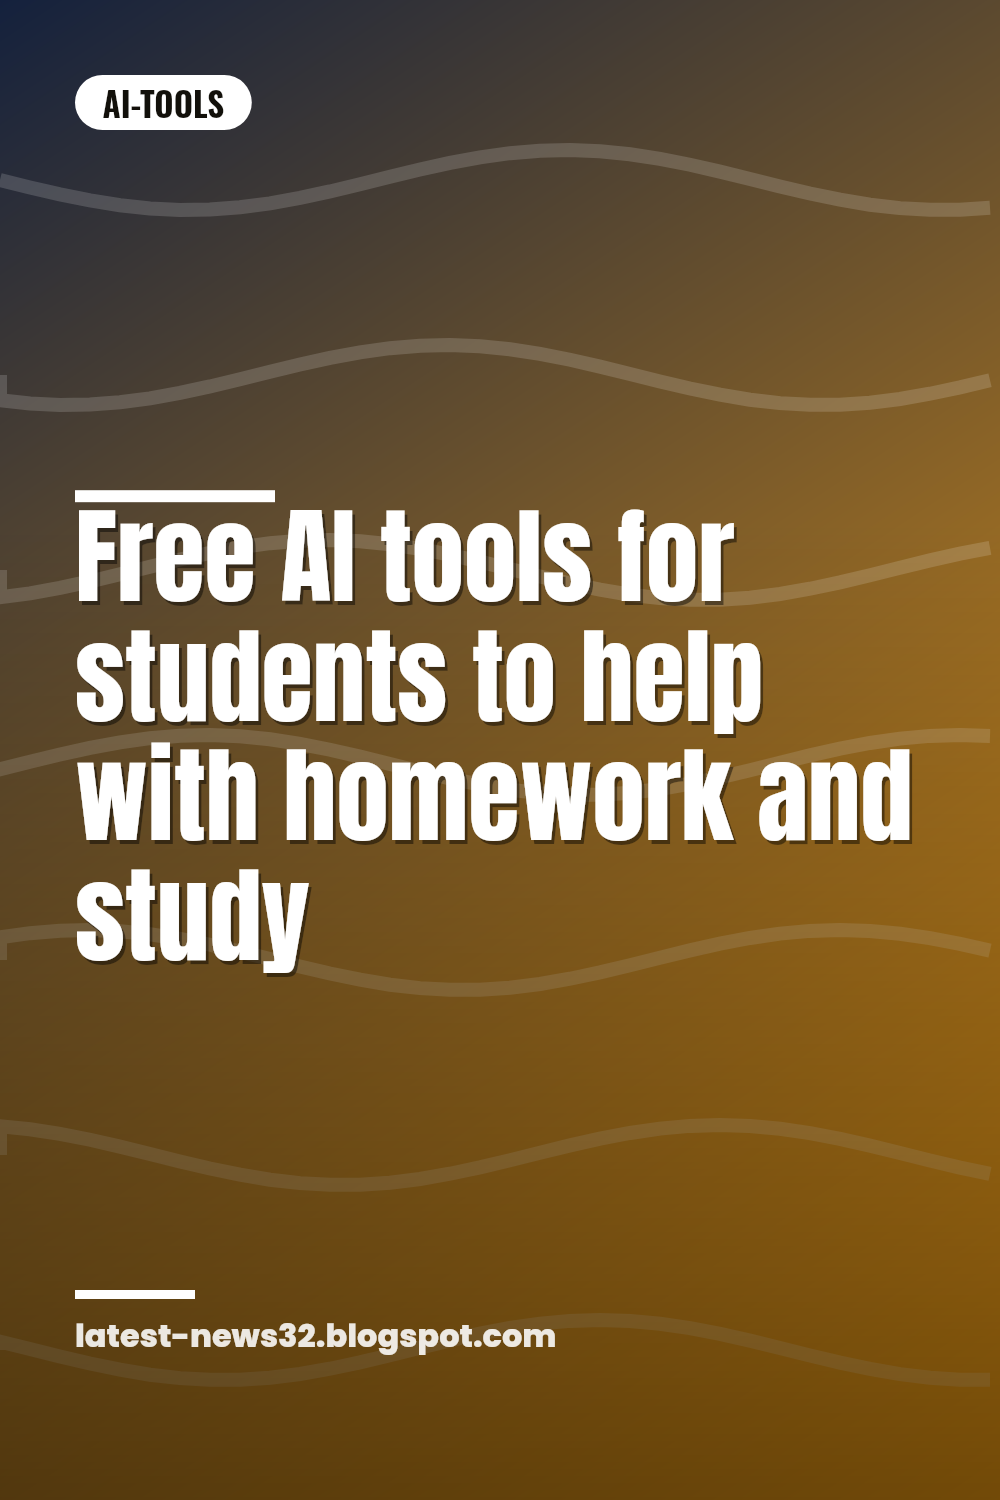 AI-TOOLS
Free AI tools for
students to help
with homework and
study
latest-news32.blogspot.com